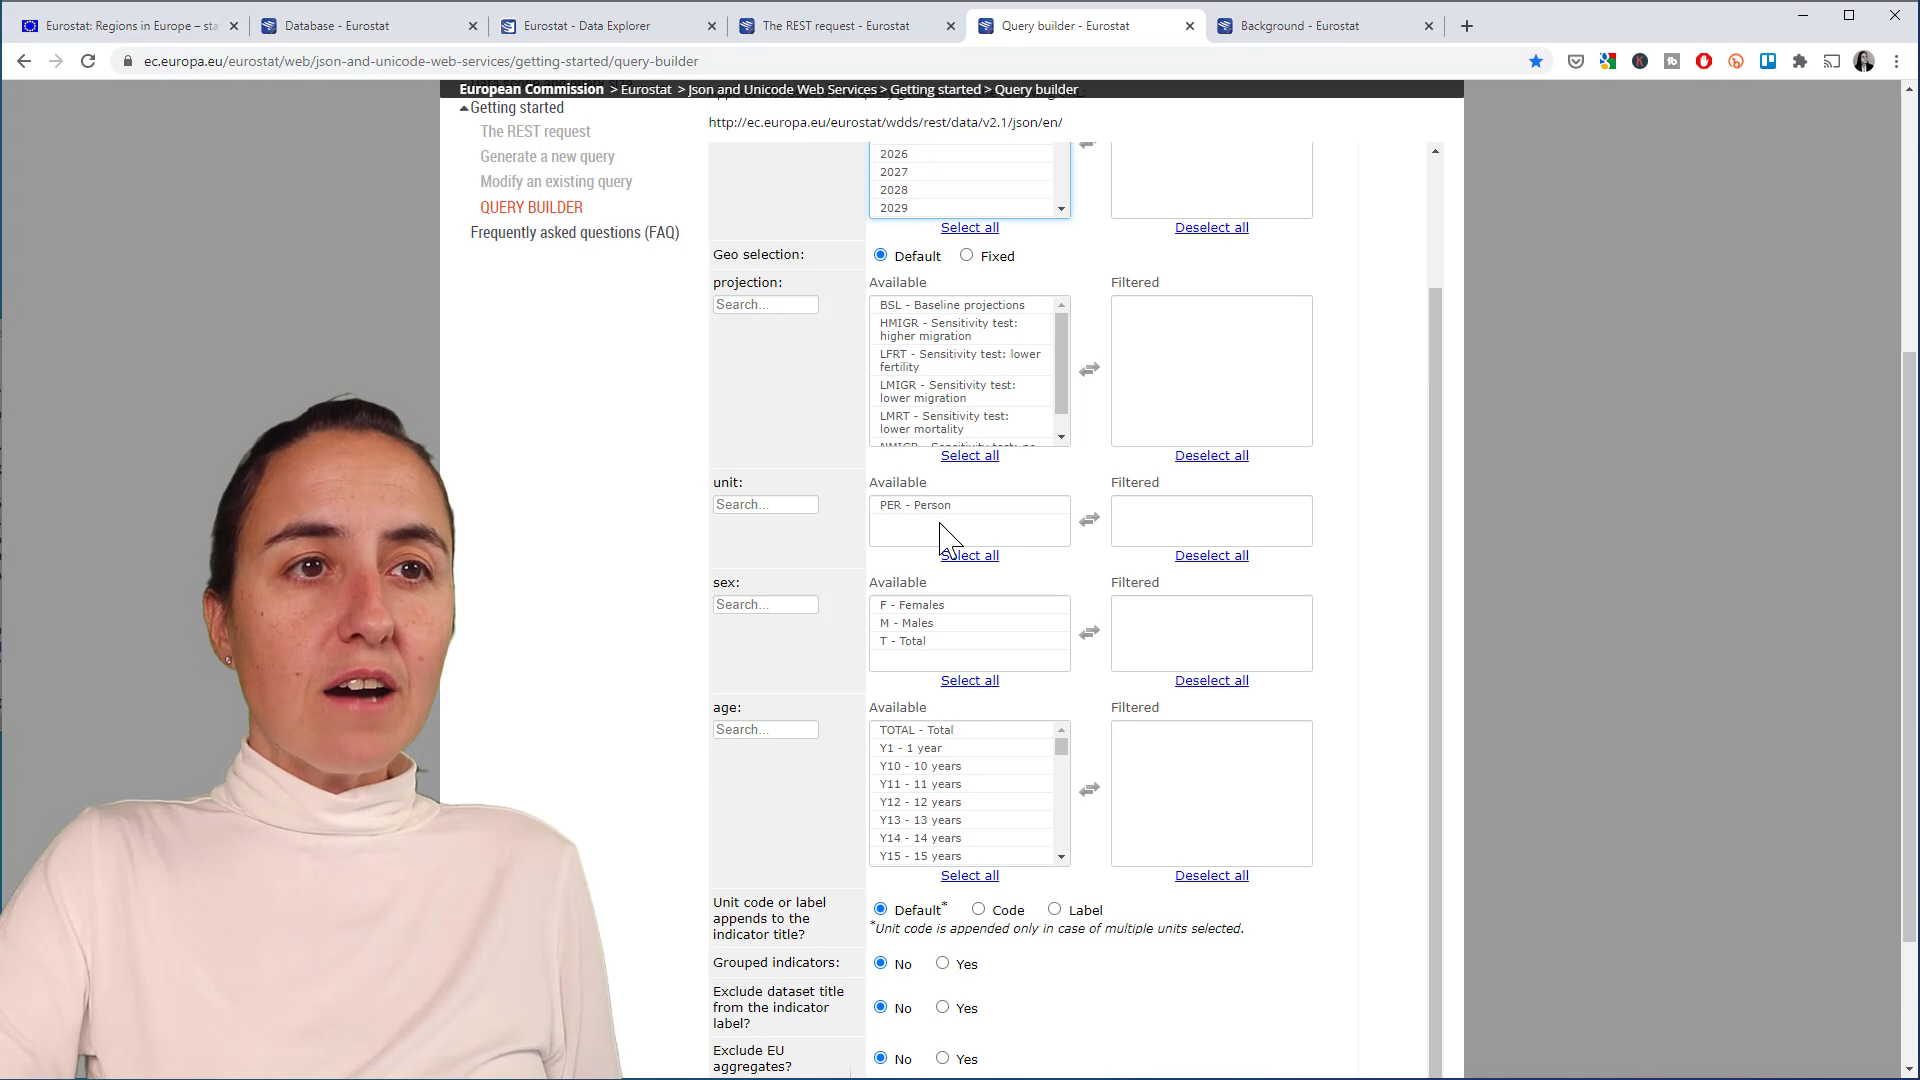 Eurostat: Regions in Europe – sta
Database - Eurostat
Eurostat - Data Explorer
The REST request - Eurostat
Query builder - Eurostat
Background - Eurostat
ec.europa.eu/eurostat/web/json-and-unicode-web-services/getting-started/query-builder
European Commission > Eurostat > Json and Unicode Web Services > Getting started > Query builder
Getting started
The REST request
Generate a new query
Modify an existing query
QUERY BUILDER
Frequently asked questions (FAQ)
http://ec.europa.eu/eurostat/wdds/rest/data/v2.1/json/en/
2026
2027
2028
2029
Select all
Deselect all
Geo selection:
Default
Fixed
projection:
Search...
Available
Filtered
BSL - Baseline projections
HMIGR - Sensitivity test:
higher migration
LFRT - Sensitivity test: lower
fertility
LMIGR - Sensitivity test:
lower migration
LMRT - Sensitivity test:
lower mortality
NMIGR - Sensitivity test: no
Select all
Deselect all
unit:
Search...
Available
Filtered
PER - Person
Select all
Deselect all
sex:
Search...
Available
Filtered
F - Females
M - Males
T - Total
Select all
Deselect all
age:
Search...
Available
Filtered
TOTAL - Total
Y1 - 1 year
Y10 - 10 years
Y11 - 11 years
Y12 - 12 years
Y13 - 13 years
Y14 - 14 years
Y15 - 15 years
Select all
Deselect all
Unit code or label
appends to the
indicator title?
Default*
Code
Label
*Unit code is appended only in case of multiple units selected.
Grouped indicators:
No
Yes
Exclude dataset title
from the indicator
label?
No
Yes
Exclude EU
aggregates?
No
Yes